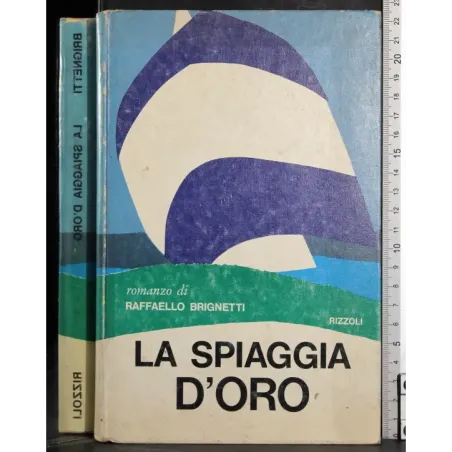 romanzo di
RAFFAELLO BRIGNETTI
RIZZOLI
LA SPIAGGIA
D'ORO
BRIGNETTI
LA SPIAGGIA D'ORO
RIZZOLI